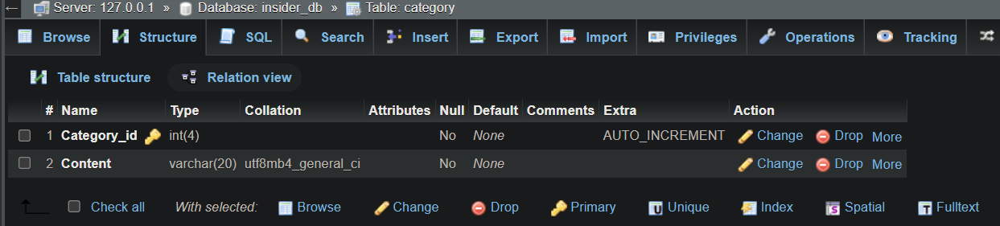 ← Server: 127.0.0.1 » Database: insider_db » Table: category
Browse Structure SQL Search Insert Export Import Privileges Operations Tracking
Table structure Relation view
# Name Type Collation Attributes Null Default Comments Extra Action
1 Category_id int(4) No None AUTO_INCREMENT Change Drop More
2 Content varchar(20) utf8mb4_general_ci No None Change Drop More
Check all With selected: Browse Change Drop Primary Unique Index Spatial Fulltext